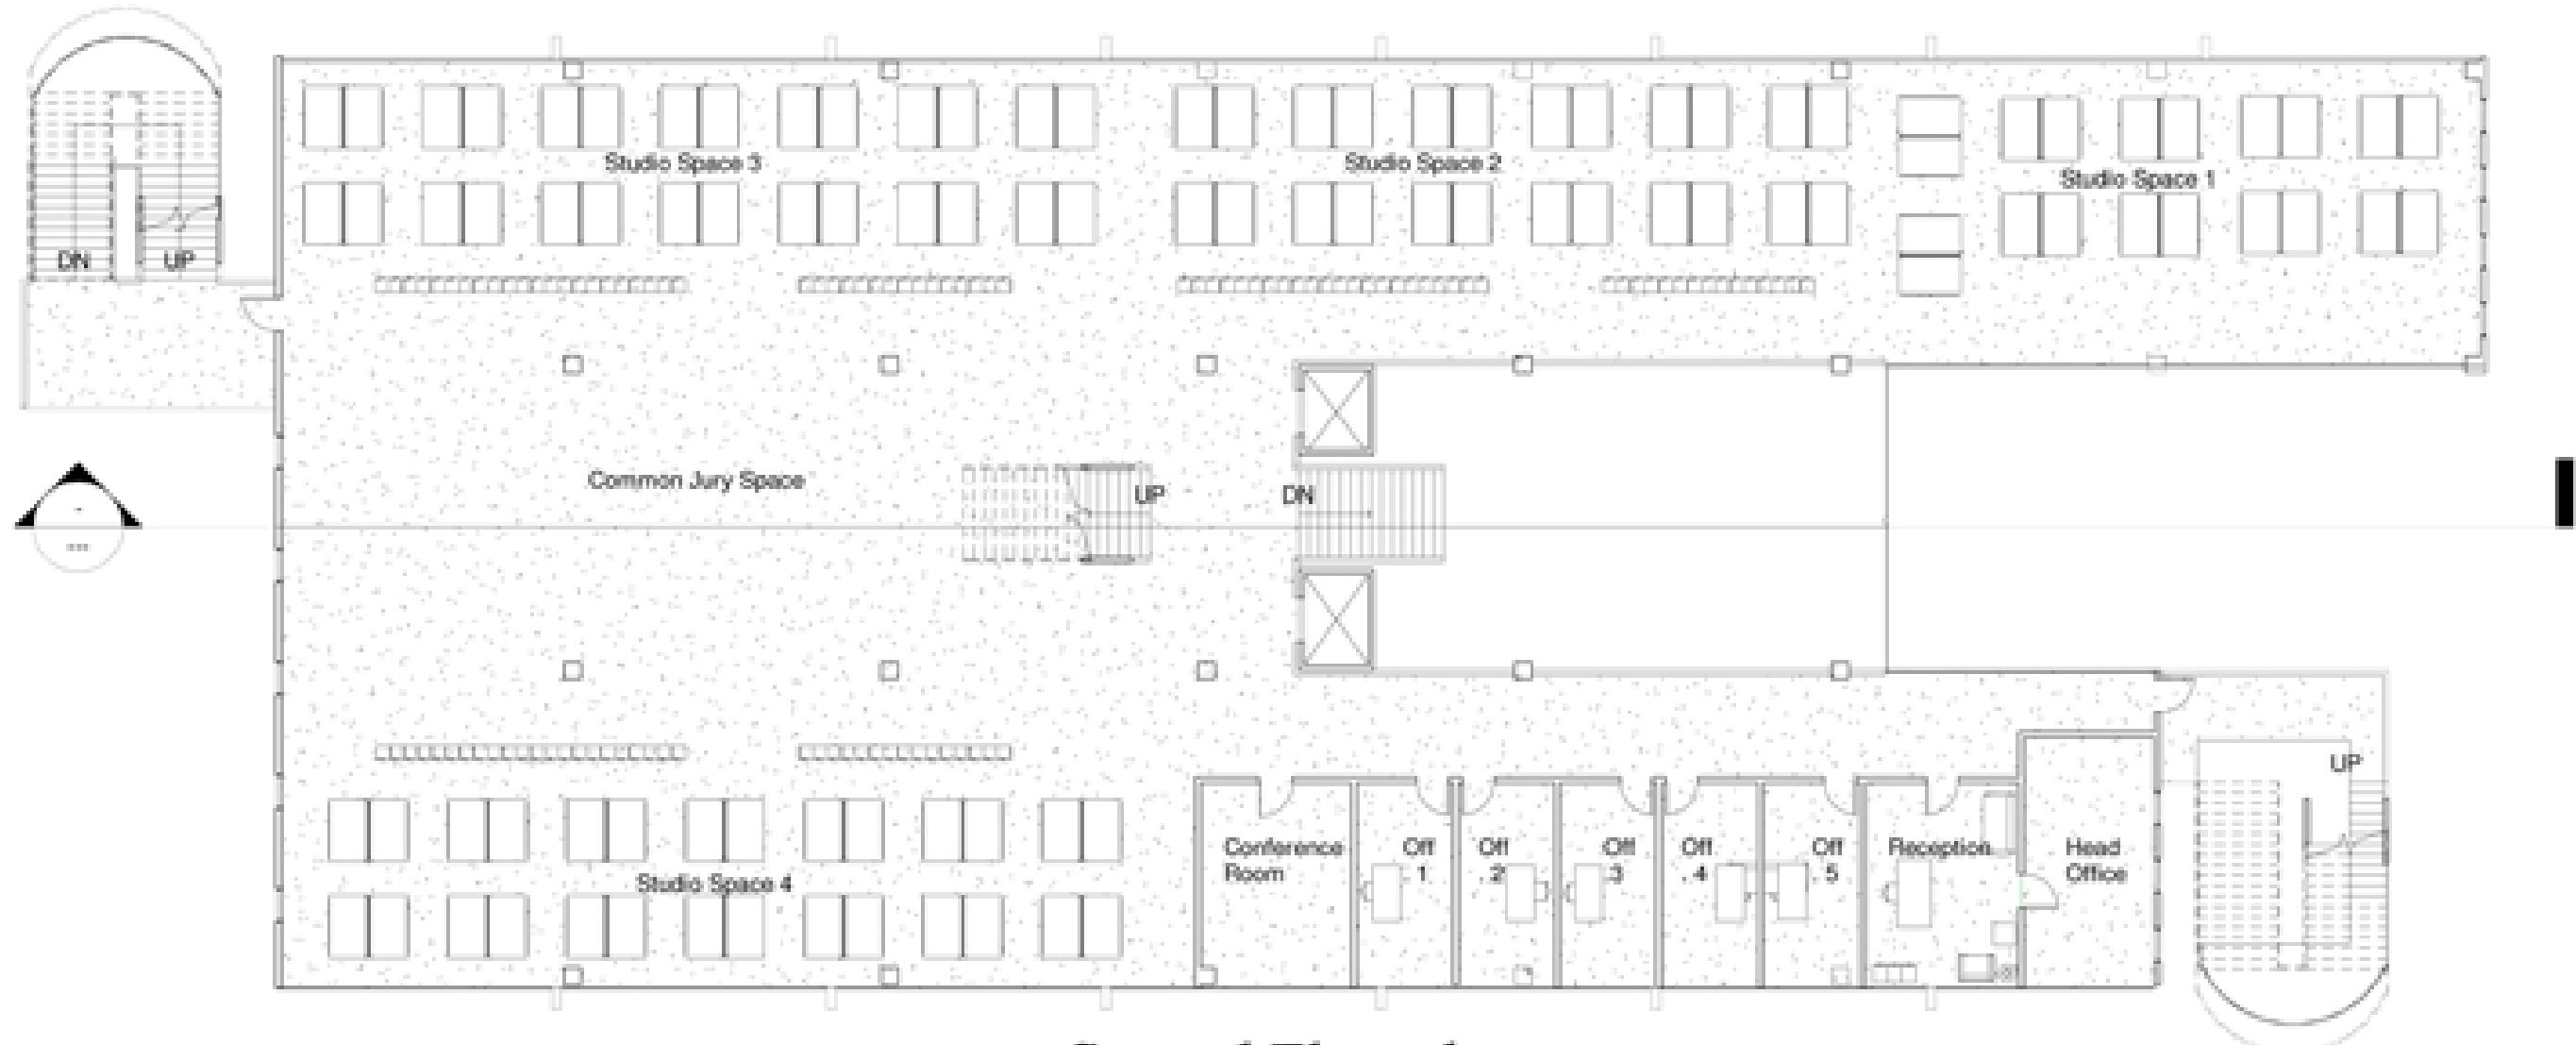 Studio Space 3
Studio Space 2
Studio Space 1
DN
UP
Common Jury Space
UP
DN
UP
Conference
Room
Off
. 1
Off
. 2
Off
. 3
Off
. 4
Off
. 5
Reception
Head
Office
Studio Space 4